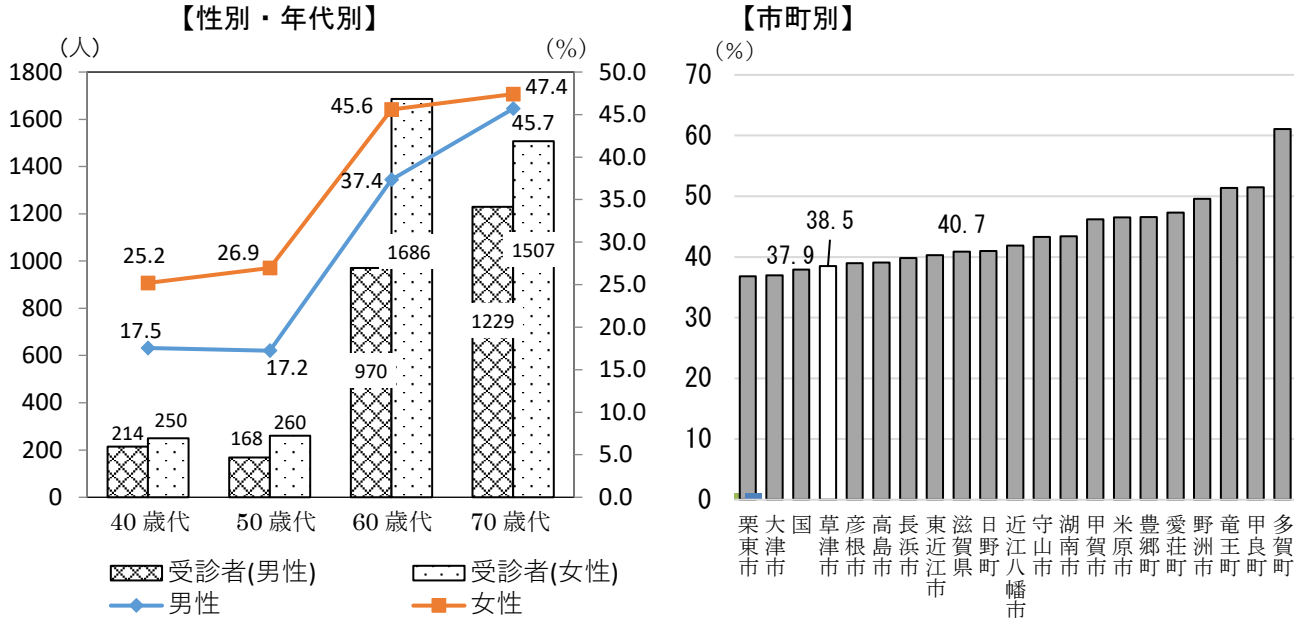 【性別・年代別】
(人)
(%)
1800
1600
1400
1200
1000
800
600
400
200
0
50.0
45.0
40.0
35.0
30.0
25.0
20.0
15.0
10.0
5.0
0.0
25.2
26.9
45.6
47.4
17.5
17.2
37.4
45.7
214
250
168
260
970
1686
1229
1507
40 歳代
50 歳代
60 歳代
70 歳代
受診者(男性)
受診者(女性)
男性
女性
【市町別】
(%)
70
60
50
40
30
20
10
0
37.9
38.5
40.7
栗東市
大津市
国
草津市
彦根市
高島市
長浜市
東近江市
滋賀県
日野町
近江八幡市
守山市
湖南市
甲賀市
米原市
豊郷町
愛荘町
野洲市
竜王町
甲良町
多賀町